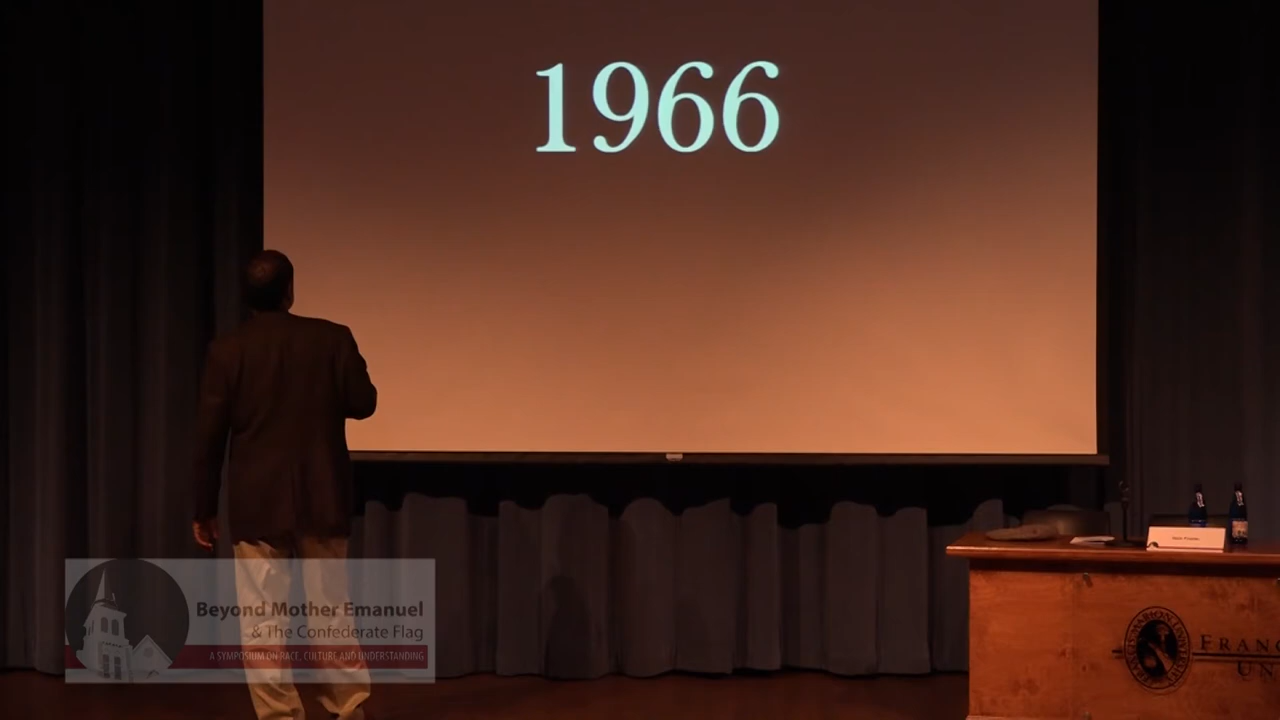 1966
Beyond Mother Emanuel
& The Confederate Flag
A SYMPOSIUM ON RACE, CULTURE AND UNDERSTANDING
FRANC
UN